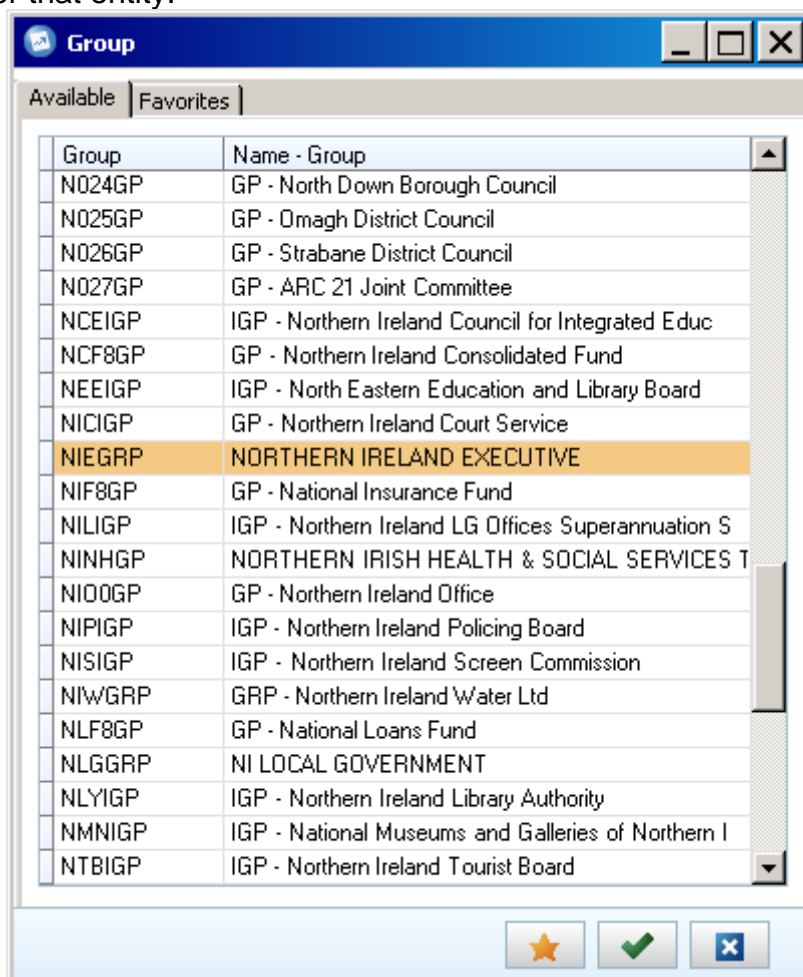 er that entity.
Group
Available Favorites
Group Name - Group
N024GP GP - North Down Borough Council
N025GP GP - Omagh District Council
N026GP GP - Strabane District Council
N027GP GP - ARC 21 Joint Committee
NCEIGP IGP - Northern Ireland Council for Integrated Educ
NCF8GP GP - Northern Ireland Consolidated Fund
NEEIGP IGP - North Eastern Education and Library Board
NICIGP GP - Northern Ireland Court Service
NIEGRP NORTHERN IRELAND EXECUTIVE
NIF8GP GP - National Insurance Fund
NILIGP IGP - Northern Ireland LG Offices Superannuation S
NINHGP NORTHERN IRISH HEALTH & SOCIAL SERVICES T
NIO0GP GP - Northern Ireland Office
NIPIGP IGP - Northern Ireland Policing Board
NISIGP IGP - Northern Ireland Screen Commission
NIWGRP GRP - Northern Ireland Water Ltd
NLF8GP GP - National Loans Fund
NLGGRP NI LOCAL GOVERNMENT
NLYIGP IGP - Northern Ireland Library Authority
NMNIGP IGP - National Museums and Galleries of Northern I
NTBIGP IGP - Northern Ireland Tourist Board